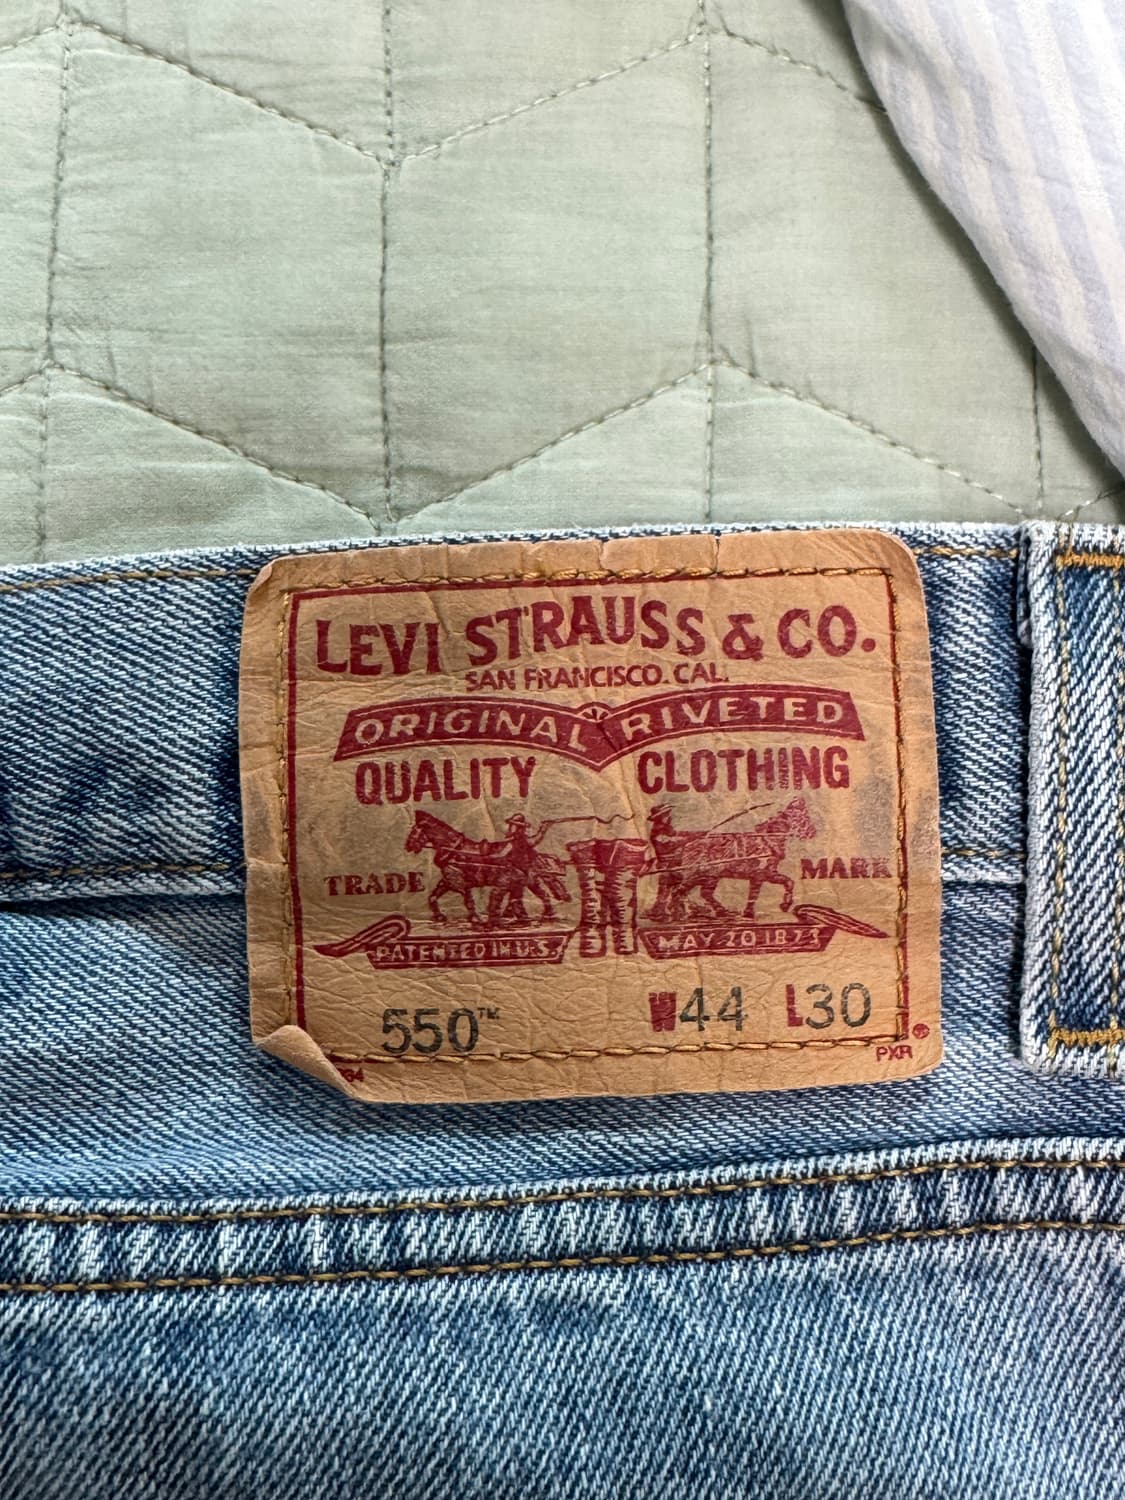 LEVI STRAUSS & CO.
SAN FRANCISCO. CAL.
ORIGINAL RIVETED
QUALITY CLOTHING
TRADE MARK
PATENTED IN U.S. MAY 20 1873
550™ W44 L30
PXR ®